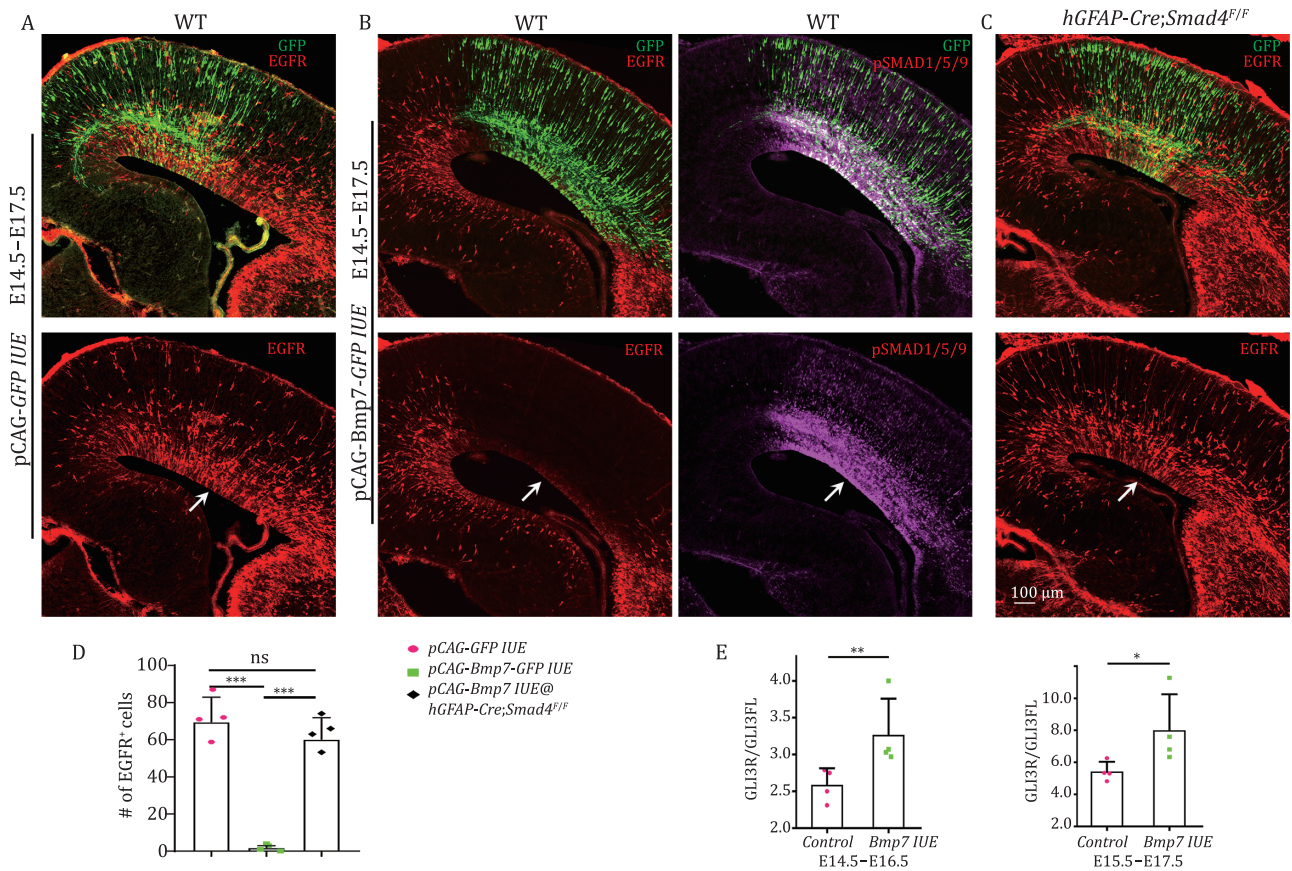 A
WT
GFP
EGFR
E14.5–E17.5
pCAG-GFP IUE
EGFR
B
WT
GFP
EGFR
E14.5–E17.5
pCAG-Bmp7-GFP IUE
EGFR
WT
GFP
pSMAD1/5/9
pSMAD1/5/9
C
hGFAP-Cre;Smad4F/F
GFP
EGFR
EGFR
100 μm
D
# of EGFR+ cells
100
80
60
40
20
0
ns
***
***
pCAG-GFP IUE
pCAG-Bmp7-GFP IUE
pCAG-Bmp7 IUE@
hGFAP-Cre;Smad4F/F
E
GLI3R/GLI3FL
4.0
3.5
3.0
2.5
2.0
**
Control Bmp7 IUE
E14.5–E16.5
GLI3R/GLI3FL
12.0
10.0
8.0
6.0
4.0
2.0
*
Control Bmp7 IUE
E15.5–E17.5